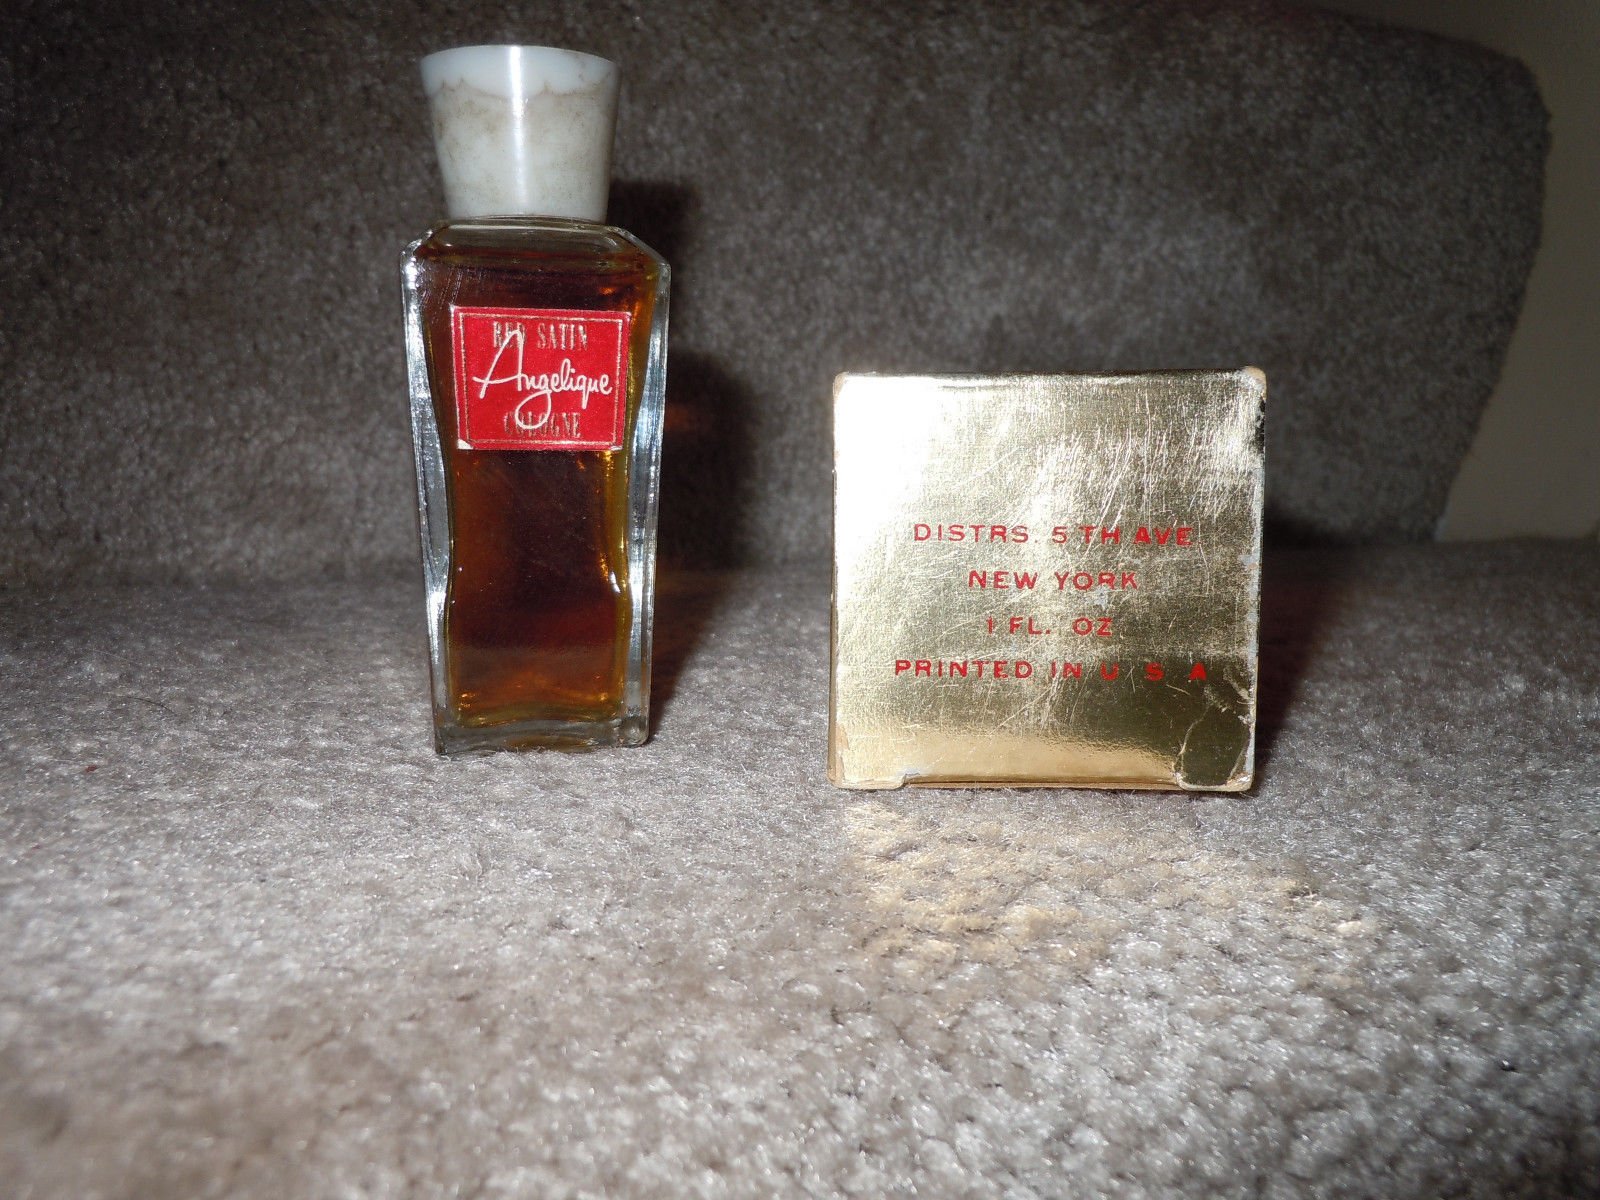 RED SATIN
Angelique
COLOGNE
DISTRS. 5TH AVE
NEW YORK
1 FL. OZ
PRINTED IN U S A